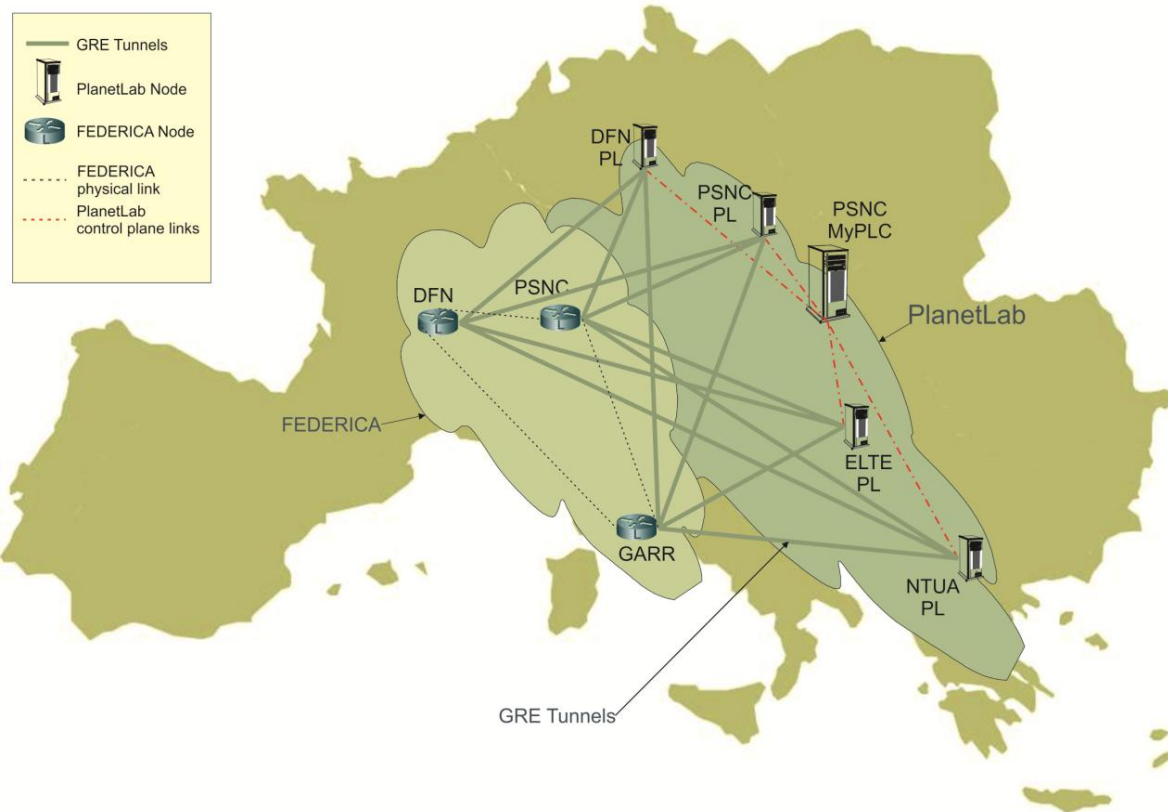 GRE Tunnels
PlanetLab Node
FEDERICA Node
FEDERICA
physical link
PlanetLab
control plane links
DFN
PL
PSNC
PL
PSNC
MyPLC
DFN
PSNC
PlanetLab
FEDERICA
ELTE
PL
GARR
NTUA
PL
GRE Tunnels